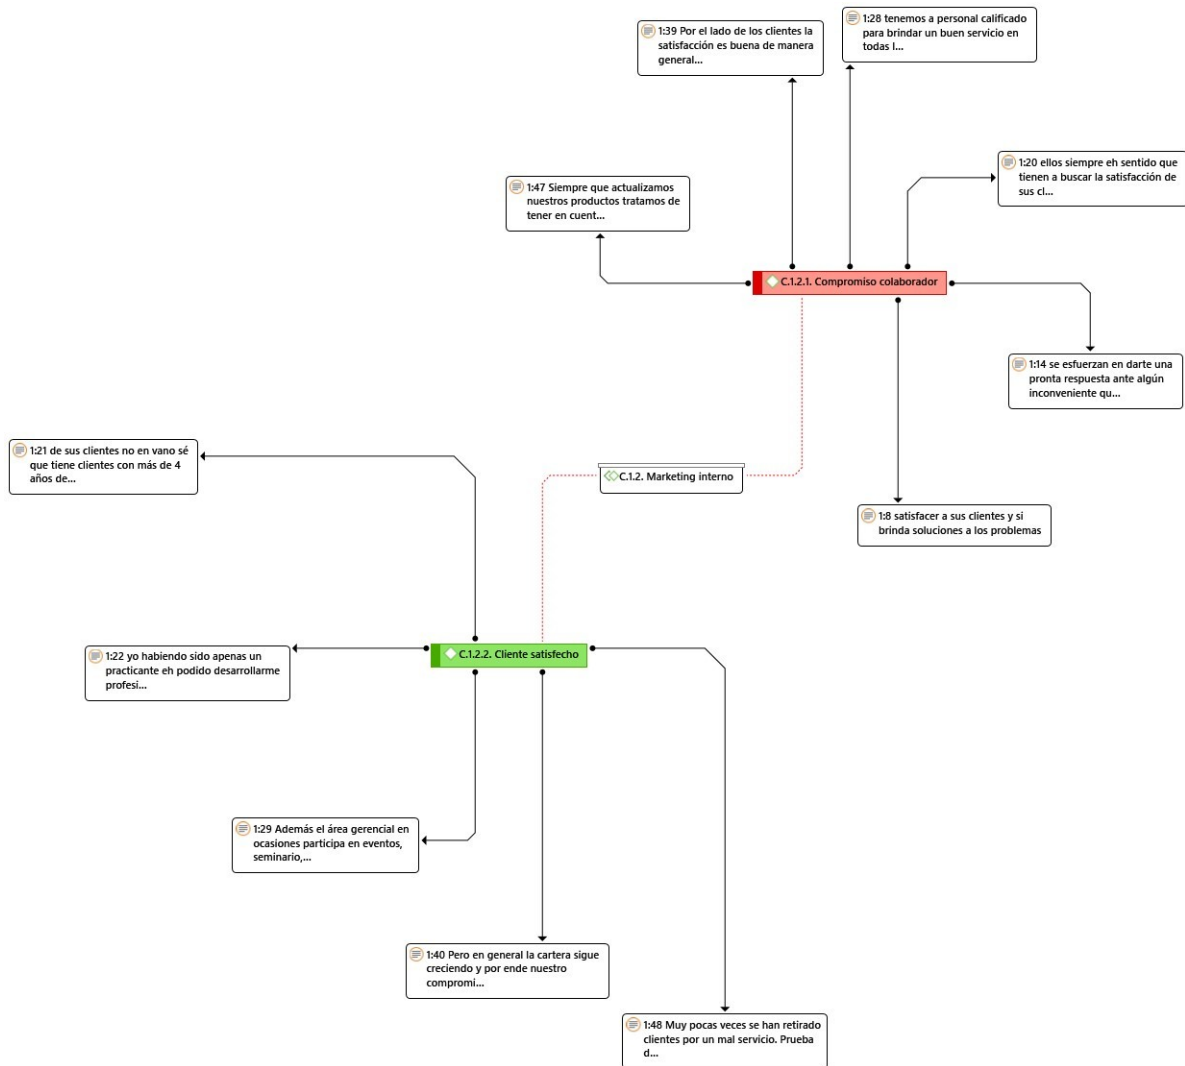 1:39 Por el lado de los clientes la
satisfacción es buena de manera
general...
1:28 tenemos a personal calificado
para brindar un buen servicio en
todas l...
1:20 ellos siempre eh sentido que
tienen a buscar la satisfacción de
sus cl...
1:47 Siempre que actualizamos
nuestros productos tratamos de
tener en cuent...
C.1.2.1. Compromiso colaborador
1:14 se esfuerzan en darte una
pronta respuesta ante algún
inconveniente qu...
1:21 de sus clientes no en vano sé
que tiene clientes con más de 4
años de...
C.1.2. Marketing interno
1:8 satisfacer a sus clientes y si
brinda soluciones a los problemas
C.1.2.2. Cliente satisfecho
1:22 yo habiendo sido apenas un
practicante eh podido desarrollarme
profesi...
1:29 Además el área gerencial en
ocasiones participa en eventos,
seminario,...
1:40 Pero en general la cartera sigue
creciendo y por ende nuestro
compromi...
1:48 Muy pocas veces se han retirado
clientes por un mal servicio. Prueba
d...